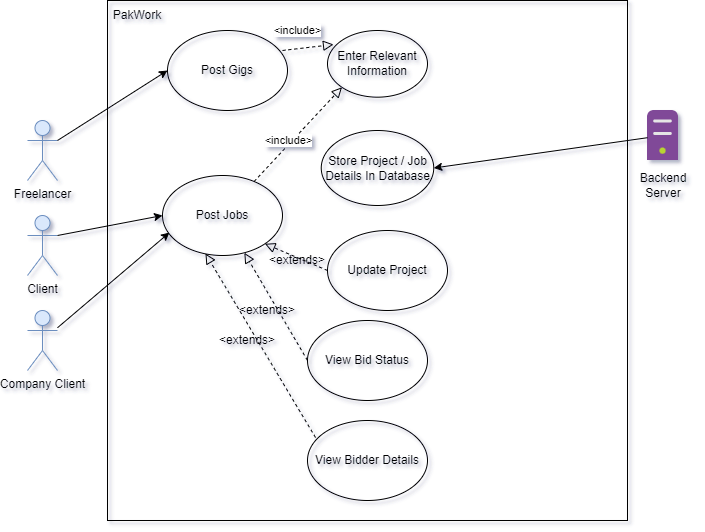 PakWork
<include>
Post Gigs
Enter Relevant
Information
<include>
Freelancer
Store Project / Job
Details In Database
Backend
Server
Post Jobs
<extends>
Update Project
Client
<extends>
<extends>
View Bid Status
Company Client
View Bidder Details